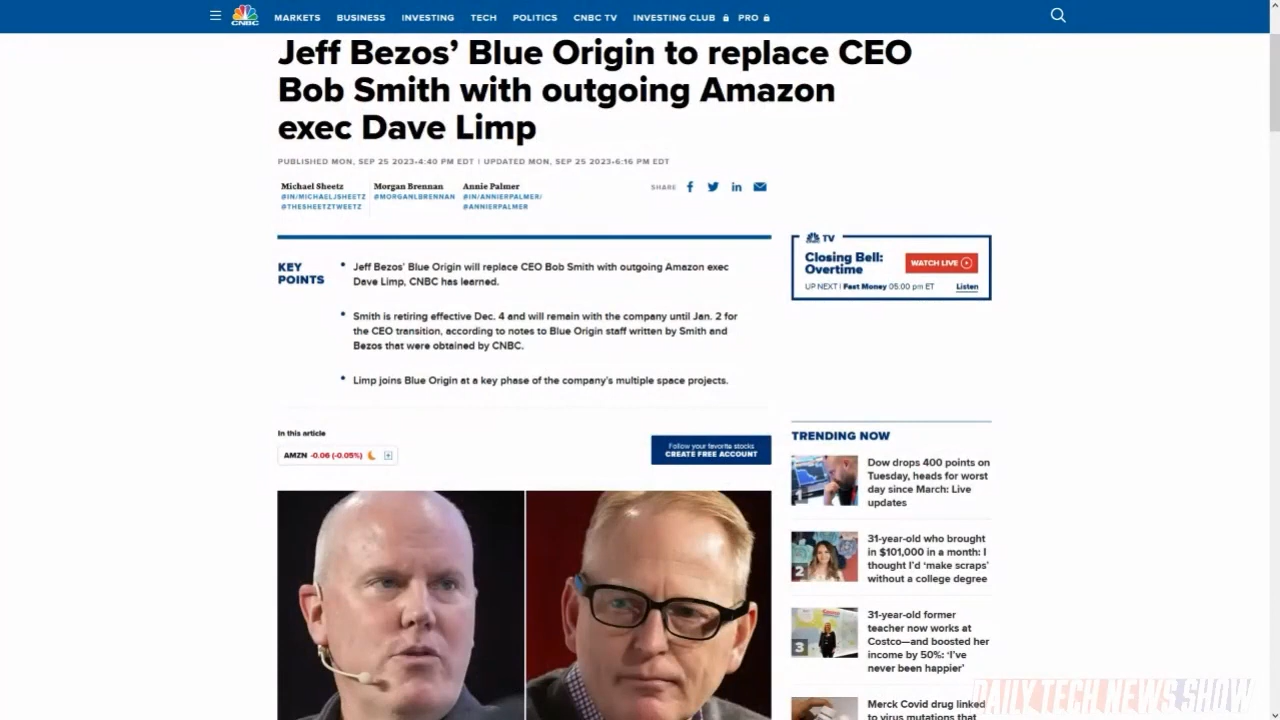 CNBC
MARKETS
BUSINESS
INVESTING
TECH
POLITICS
CNBC TV
INVESTING CLUB
PRO
Jeff Bezos’ Blue Origin to replace CEO
Bob Smith with outgoing Amazon
exec Dave Limp
PUBLISHED MON, SEP 25 2023•4:40 PM EDT | UPDATED MON, SEP 25 2023•6:16 PM EDT
Michael Sheetz
@IN/MICHAELJSHEETZ
@THESHEETZTWEETZ
Morgan Brennan
@MORGANLBRENNAN
Annie Palmer
@IN/ANNIERPALMER/
@ANNIERPALMER
SHARE
KEY
POINTS
• Jeff Bezos’ Blue Origin will replace CEO Bob Smith with outgoing Amazon exec
Dave Limp, CNBC has learned.
• Smith is retiring effective Dec. 4 and will remain with the company until Jan. 2 for
the CEO transition, according to notes to Blue Origin staff written by Smith and
Bezos that were obtained by CNBC.
• Limp joins Blue Origin at a key phase of the company’s multiple space projects.
TV
Closing Bell:
Overtime
WATCH LIVE
UP NEXT | Fast Money 05:00 pm ET
Listen
In this article
AMZN -0.06 (-0.05%)
Follow your favorite stocks
CREATE FREE ACCOUNT
TRENDING NOW
1
Dow drops 400 points on
Tuesday, heads for worst
day since March: Live
updates
2
31-year-old who brought
in $101,000 in a month: I
thought I’d ‘make scraps’
without a college degree
3
31-year-old former
teacher now works at
Costco—and boosted her
income by 50%: ‘I’ve
never been happier’
Merck Covid drug linked
to virus mutations that
DAILY TECH NEWS SHOW